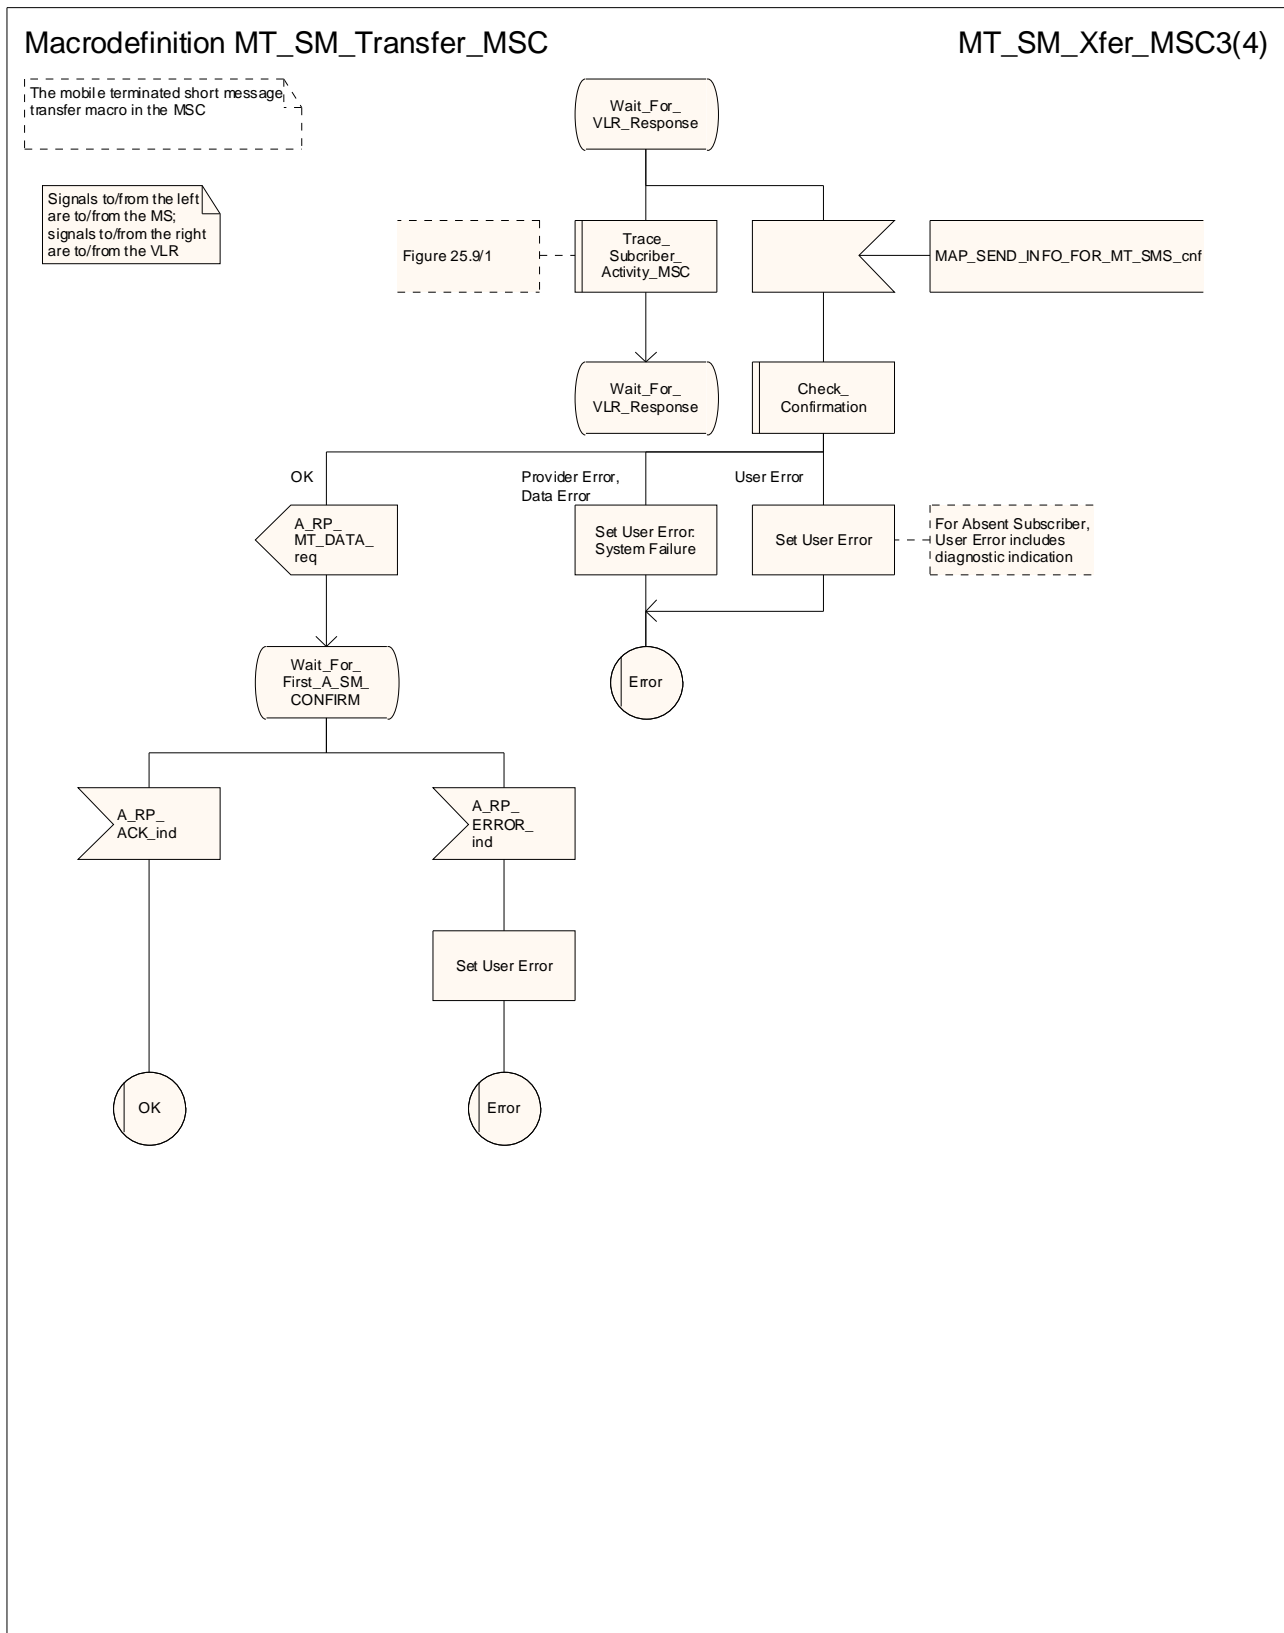 Macrodefinition MT_SM_Transfer_MSC
MT_SM_Xfer_MSC3(4)
The mobile terminated short message
transfer macro in the MSC
Signals to/from the left
are to/from the MS;
signals to/from the right
are to/from the VLR
Wait_For_
VLR_Response
Figure 25.9/1
Trace_
Subcriber_
Activity_MSC
MAP_SEND_INFO_FOR_MT_SMS_cnf
Wait_For_
VLR_Response
Check_
Confirmation
OK
Provider Error,
Data Error
User Error
A_RP_
MT_DATA_
req
Set User Error:
System Failure
Set User Error
For Absent Subscriber,
User Error includes
diagnostic indication
Wait_For_
First_A_SM_
CONFIRM
Error
A_RP_
ACK_ind
A_RP_
ERROR_
ind
Set User Error
OK
Error